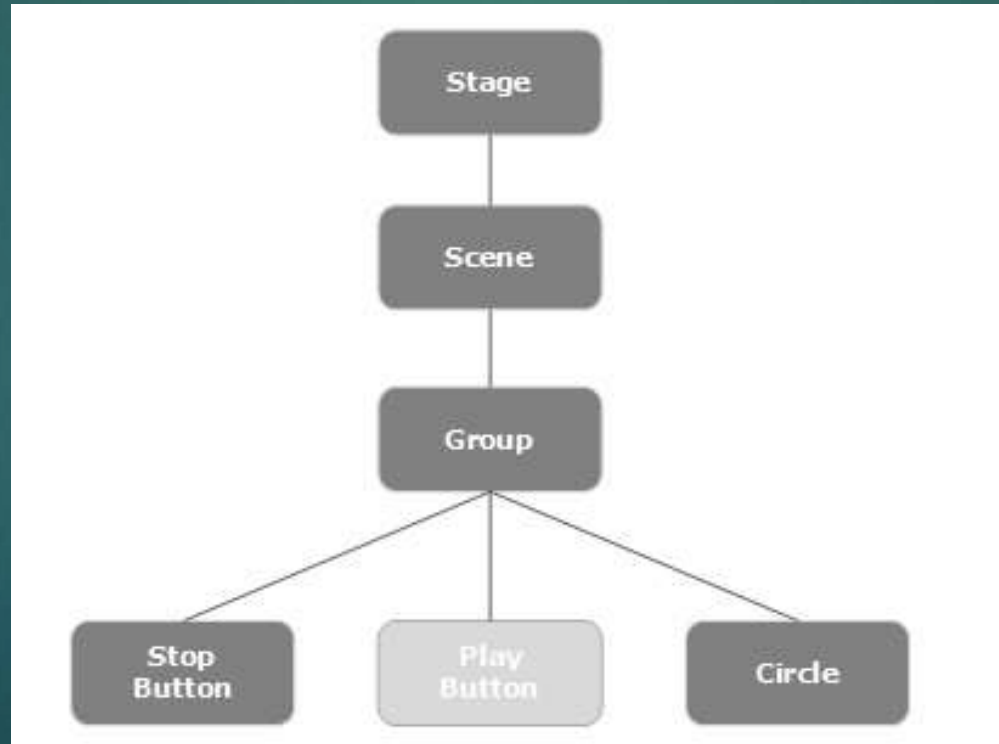 Stage
Scene
Group
Stop
Button
Play
Button
Circle